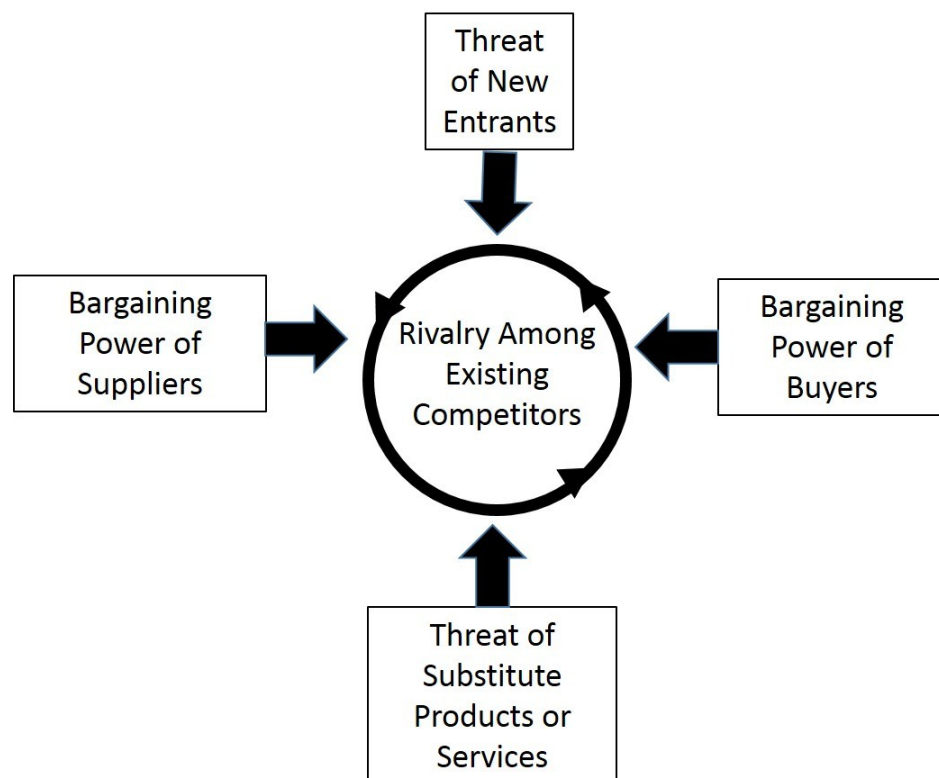 Threat
of New
Entrants
Bargaining
Power of
Suppliers
Rivalry Among
Existing
Competitors
Bargaining
Power of
Buyers
Threat of
Substitute
Products or
Services